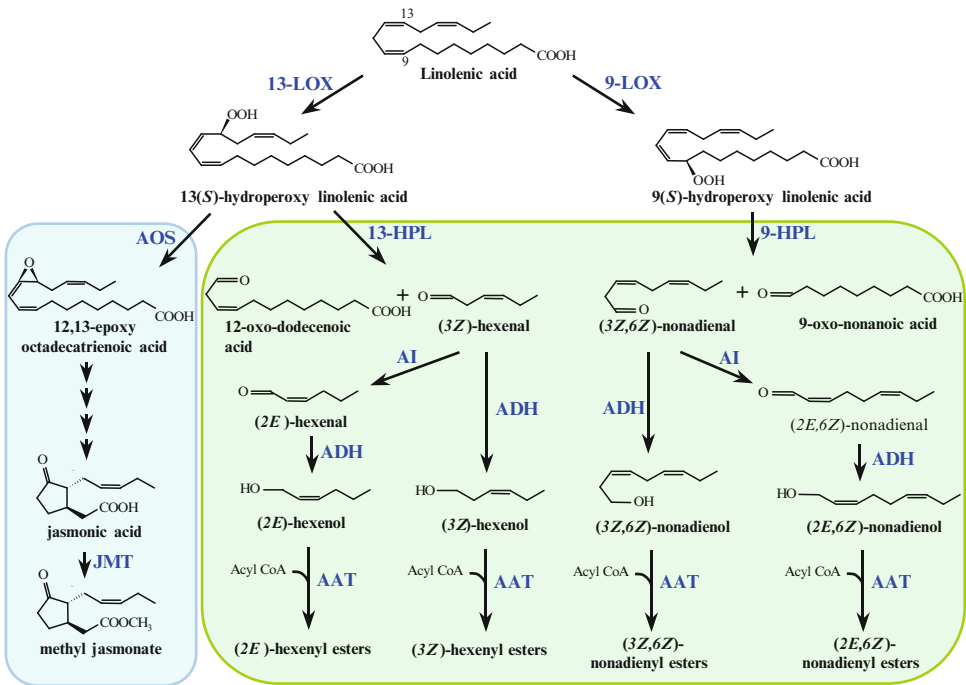 13
9
COOH
Linolenic acid
13-LOX
9-LOX
OOH
COOH
13(S)-hydroperoxy linolenic acid
COOH
OOH
9(S)-hydroperoxy linolenic acid
AOS
13-HPL
9-HPL
O
COOH
12,13-epoxy
octadecatrienoic acid
O
COOH
12-oxo-dodecenoic
acid
+
O
(3Z)-hexenal
O
(3Z,6Z)-nonadienal
+
O
COOH
9-oxo-nonanoic acid
AI
ADH
O
(2E)-hexenal
ADH
AI
O
(2E,6Z)-nonadienal
ADH
ADH
O
COOH
jasmonic acid
HO
(2E)-hexenol
HO
(3Z)-hexenol
OH
(3Z,6Z)-nonadienol
HO
(2E,6Z)-nonadienol
JMT
O
COOCH3
methyl jasmonate
Acyl CoA
AAT
Acyl CoA
AAT
Acyl CoA
AAT
Acyl CoA
AAT
(2E)-hexenyl esters
(3Z)-hexenyl esters
(3Z,6Z)-
nonadienyl esters
(2E,6Z)-
nonadienyl esters